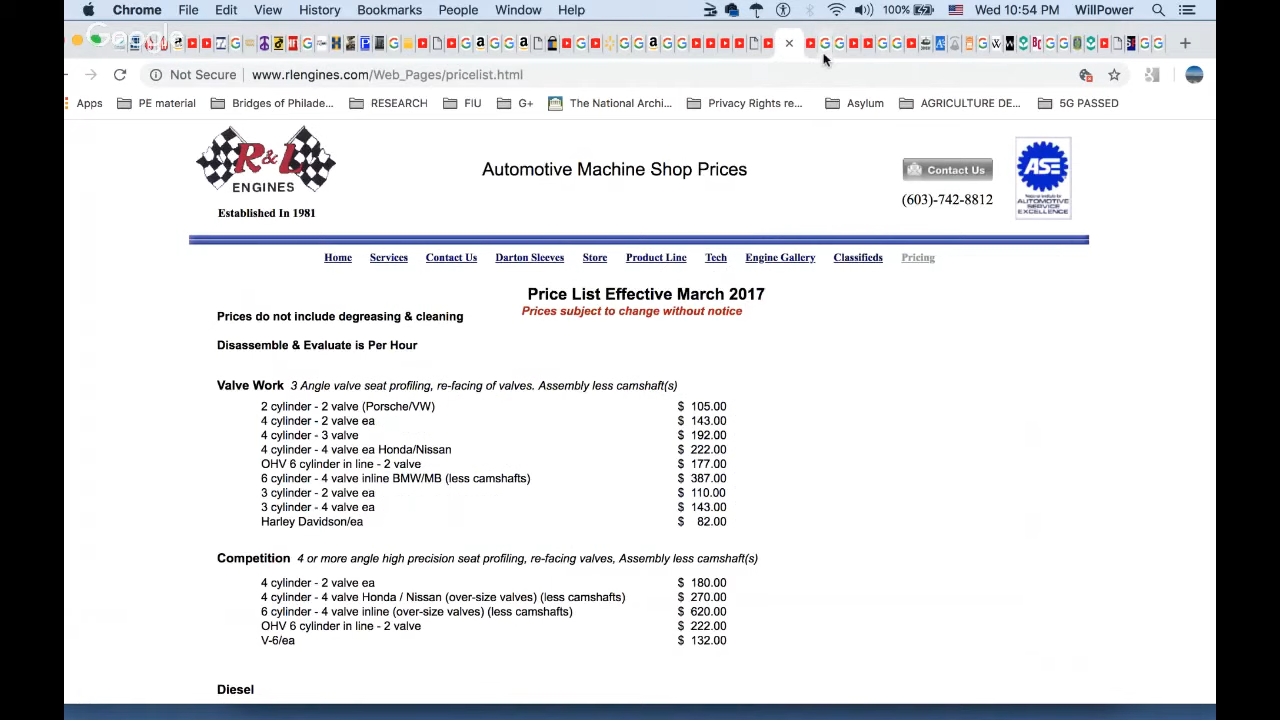 Chrome File Edit View History Bookmarks People Window Help 100% Wed 10:54 PM WillPower
Google
Not Secure www.rlengines.com/Web_Pages/pricelist.html
Apps PE material Bridges of Philade... RESEARCH FIU G+ The National Archi... Privacy Rights re... Asylum AGRICULTURE DE... 5G PASSED
R&L
ENGINES
Established In 1981
Automotive Machine Shop Prices
Contact Us
(603)-742-8812
ASE
AUTOMOTIVE
SERVICE
EXCELLENCE
Home Services Contact Us Darton Sleeves Store Product Line Tech Engine Gallery Classifieds Pricing
Price List Effective March 2017
Prices subject to change without notice
Prices do not include degreasing & cleaning
Disassemble & Evaluate is Per Hour
Valve Work 3 Angle valve seat profiling, re-facing of valves. Assembly less camshaft(s)
2 cylinder - 2 valve (Porsche/VW) $ 105.00
4 cylinder - 2 valve ea $ 143.00
4 cylinder - 3 valve $ 192.00
4 cylinder - 4 valve ea Honda/Nissan $ 222.00
OHV 6 cylinder in line - 2 valve $ 177.00
6 cylinder - 4 valve inline BMW/MB (less camshafts) $ 387.00
3 cylinder - 2 valve ea $ 110.00
3 cylinder - 4 valve ea $ 143.00
Harley Davidson/ea $ 82.00
Competition 4 or more angle high precision seat profiling, re-facing valves, Assembly less camshaft(s)
4 cylinder - 2 valve ea $ 180.00
4 cylinder - 4 valve Honda / Nissan (over-size valves) (less camshafts) $ 270.00
6 cylinder - 4 valve inline (over-size valves) (less camshafts) $ 620.00
OHV 6 cylinder in line - 2 valve $ 222.00
V-6/ea $ 132.00
Diesel